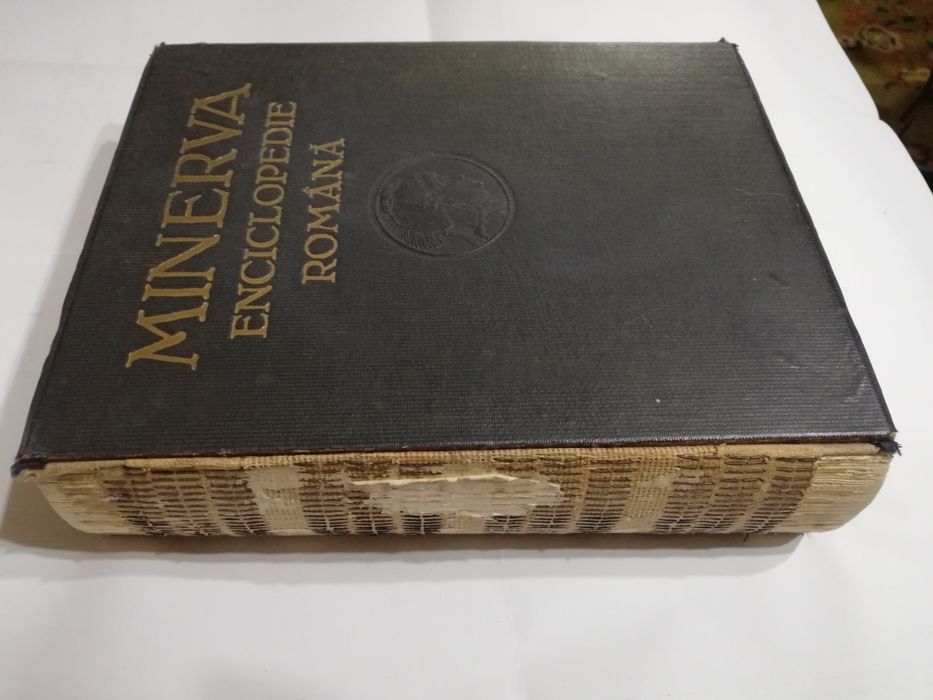 MINERVA
ENCICLOPEDIE
ROMÂNĂ